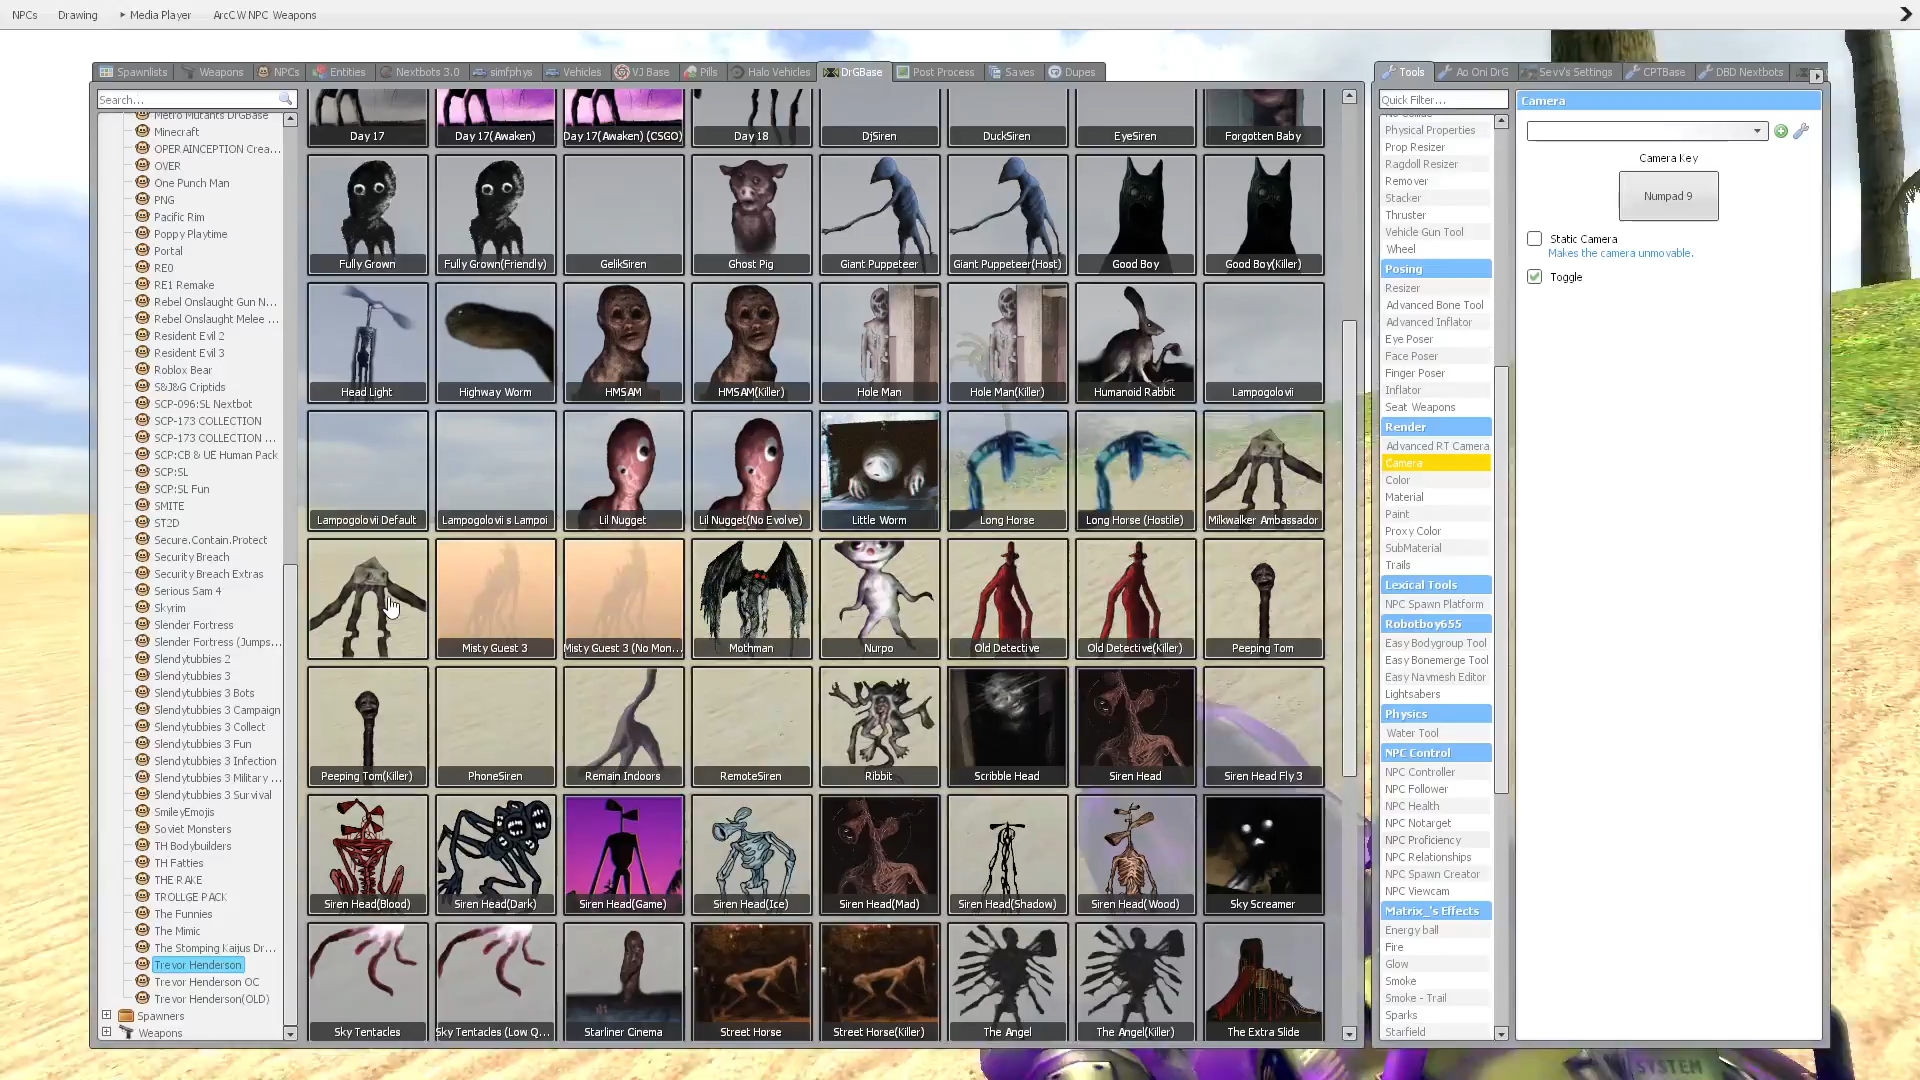 NPCs Drawing Media Player ArcCW NPC Weapons
Spawnlists Weapons NPCs Entities Nextbots 3.0 simfphys Vehicles VJ Base Pills Halo Vehicles DrGBase Post Process Saves Dupes
Search...
Metro Mutants DrGBase
Minecraft
OPERAINCEPTION Crea...
OVER
One Punch Man
PNG
Pacific Rim
Poppy Playtime
Portal
RE0
RE1 Remake
Rebel Onslaught Gun N...
Rebel Onslaught Melee ...
Resident Evil 2
Resident Evil 3
Roblox Bear
S&J&G Criptids
SCP-096:SL Nextbot
SCP-173 COLLECTION
SCP-173 COLLECTION ...
SCP:CB & UE Human Pack
SCP:SL
SCP:SL Fun
SMITE
ST2D
Secure.Contain.Protect
Security Breach
Security Breach Extras
Serious Sam 4
Skyrim
Slender Fortress
Slender Fortress (Jumps...
Slendytubbies 2
Slendytubbies 3
Slendytubbies 3 Bots
Slendytubbies 3 Campaign
Slendytubbies 3 Collect
Slendytubbies 3 Fun
Slendytubbies 3 Infection
Slendytubbies 3 Military ...
Slendytubbies 3 Survival
SmileyEmojis
Soviet Monsters
TH Bodybuilders
TH Fatties
THE RAKE
TROLLGE PACK
The Funnies
The Mimic
The Stomping Kaijus Dr...
Trevor Henderson
Trevor Henderson OC
Trevor Henderson(OLD)
Spawners
Weapons
Day 17 Day 17(Awaken) Day 17(Awaken) (CSGO) Day 18 DjSiren DuckSiren EyeSiren Forgotten Baby
Fully Grown Fully Grown(Friendly) GelikSiren Ghost Pig Giant Puppeteer Giant Puppeteer(Host) Good Boy Good Boy(Killer)
Head Light Highway Worm HMSAM HMSAM(Killer) Hole Man Hole Man(Killer) Humanoid Rabbit Lampogolovii
Lampogolovii Default Lampogolovii s Lampoi Lil Nugget Lil Nugget(No Evolve) Little Worm Long Horse Long Horse (Hostile) Milkwalker Ambassador
Misty Guest 3 Misty Guest 3 (No Mon... Mothman Nurpo Old Detective Old Detective(Killer) Peeping Tom
Peeping Tom(Killer) PhoneSiren Remain Indoors RemoteSiren Ribbit Scribble Head Siren Head Siren Head Fly 3
Siren Head(Blood) Siren Head(Dark) Siren Head(Game) Siren Head(Ice) Siren Head(Mad) Siren Head(Shadow) Siren Head(Wood) Sky Screamer
Sky Tentacles Sky Tentacles (Low Q... Starliner Cinema Street Horse Street Horse(Killer) The Angel The Angel(Killer) The Extra Slide
Tools Ao Oni DrG Sevv's Settings CPTBase DBD Nextbots
Quick Filter...
No Collide
Physical Properties
Prop Resizer
Ragdoll Resizer
Remover
Stacker
Thruster
Vehicle Gun Tool
Wheel
Posing
Resizer
Advanced Bone Tool
Advanced Inflator
Eye Poser
Face Poser
Finger Poser
Inflator
Seat Weapons
Render
Advanced RT Camera
Camera
Color
Material
Paint
Proxy Color
SubMaterial
Trails
Lexical Tools
NPC Spawn Platform
Robotboy655
Easy Bodygroup Tool
Easy Bonemerge Tool
Easy Navmesh Editor
Lightsabers
Physics
Water Tool
NPC Control
NPC Controller
NPC Follower
NPC Health
NPC Notarget
NPC Proficiency
NPC Relationships
NPC Spawn Creator
NPC Viewcam
Matrix_'s Effects
Energy ball
Fire
Glow
Smoke
Smoke - Trail
Sparks
Starfield
Camera
Camera Key
Numpad 9
Static Camera
Makes the camera unmovable.
Toggle
SYSTEM